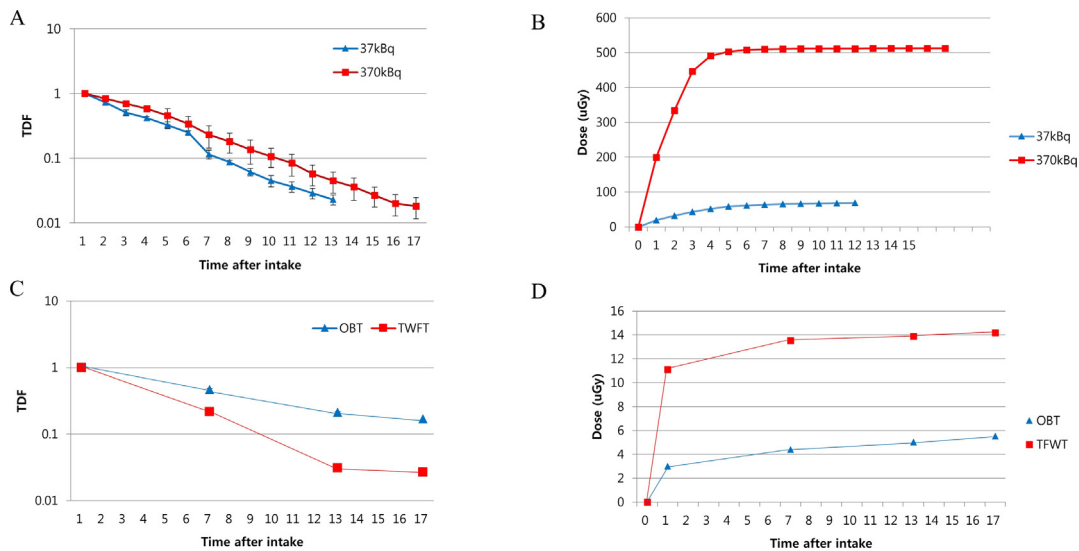 A
10
1
0.1
0.01
TDF
37kBq
370kBq
1 2 3 4 5 6 7 8 9 10 11 12 13 14 15 16 17
Time after intake
B
600
500
400
300
200
100
0
Dose (uGy)
0 1 2 3 4 5 6 7 8 9 10 11 12 13 14 15
Time after intake
37kBq
370kBq
C
10
1
0.1
0.01
TDF
OBT TWFT
1 2 3 4 5 6 7 8 9 10 11 12 13 14 15 16 17
Time after intake
D
16
14
12
10
8
6
4
2
0
Dose (uGy)
0 1 2 3 4 5 6 7 8 9 10 11 12 13 14 15 16 17
Time after intake
OBT
TFWT